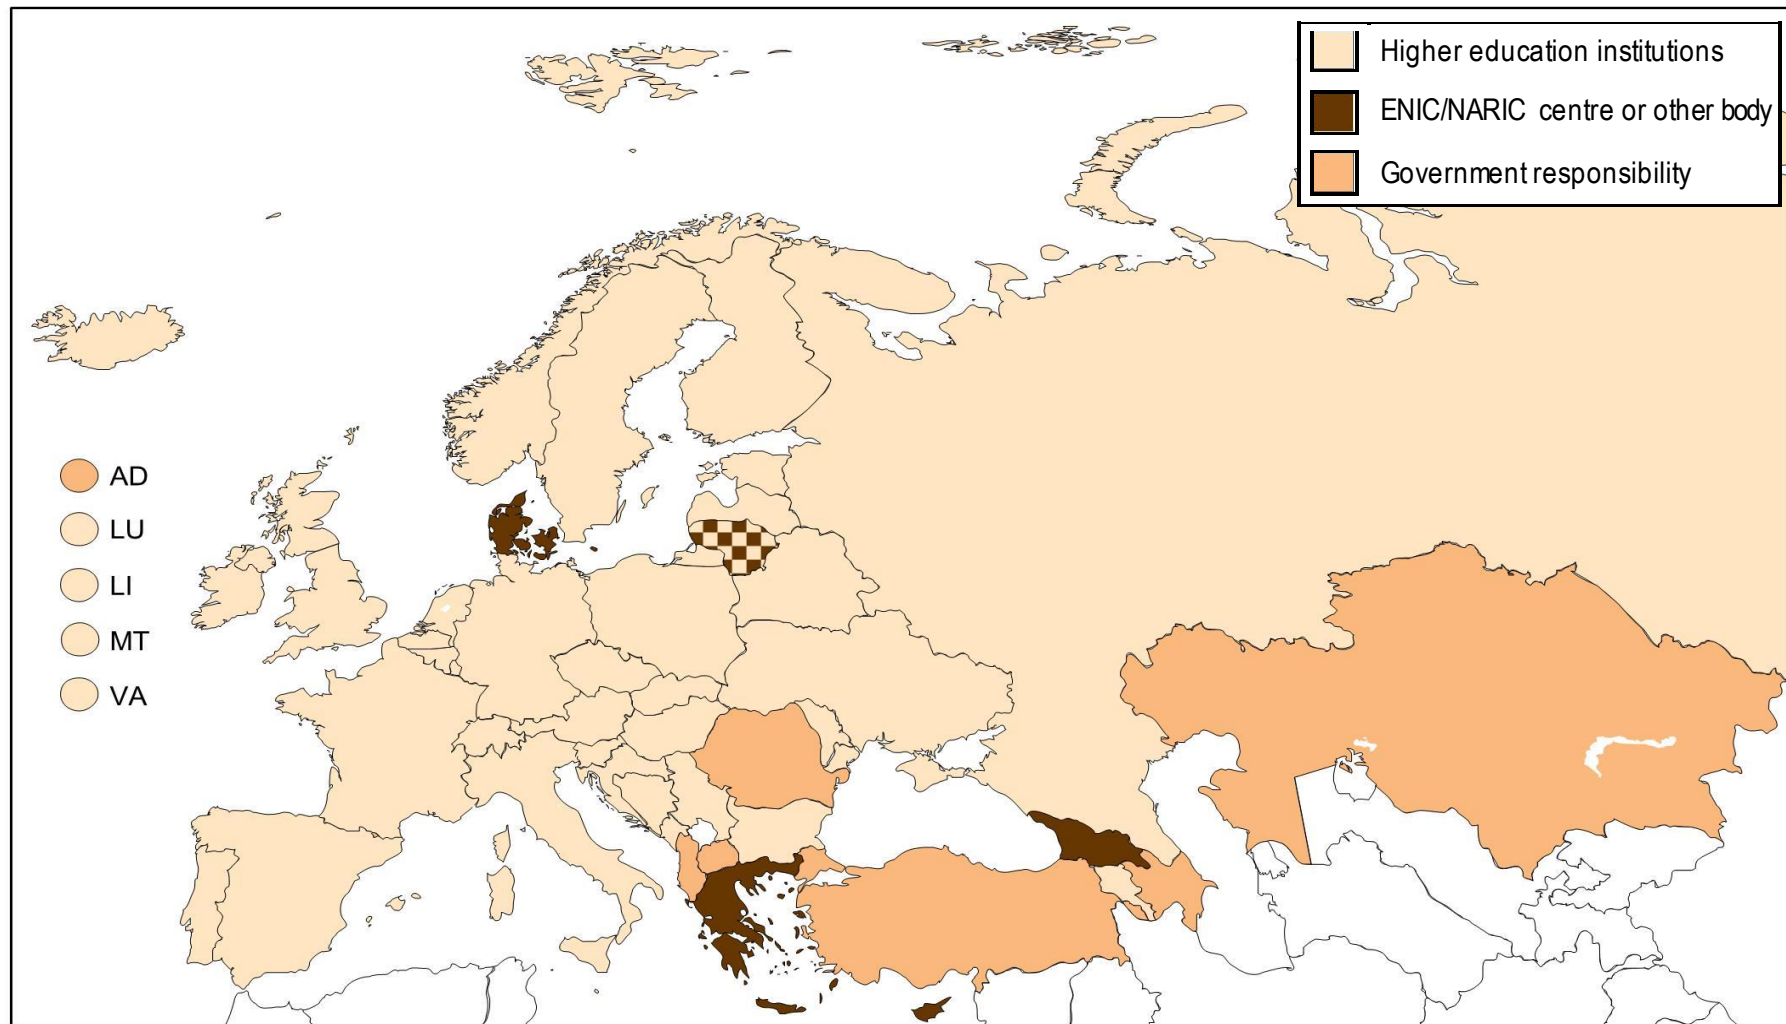 Higher education institutions
ENIC/NARIC centre or other body
Government responsibility
AD
LU
LI
MT
VA